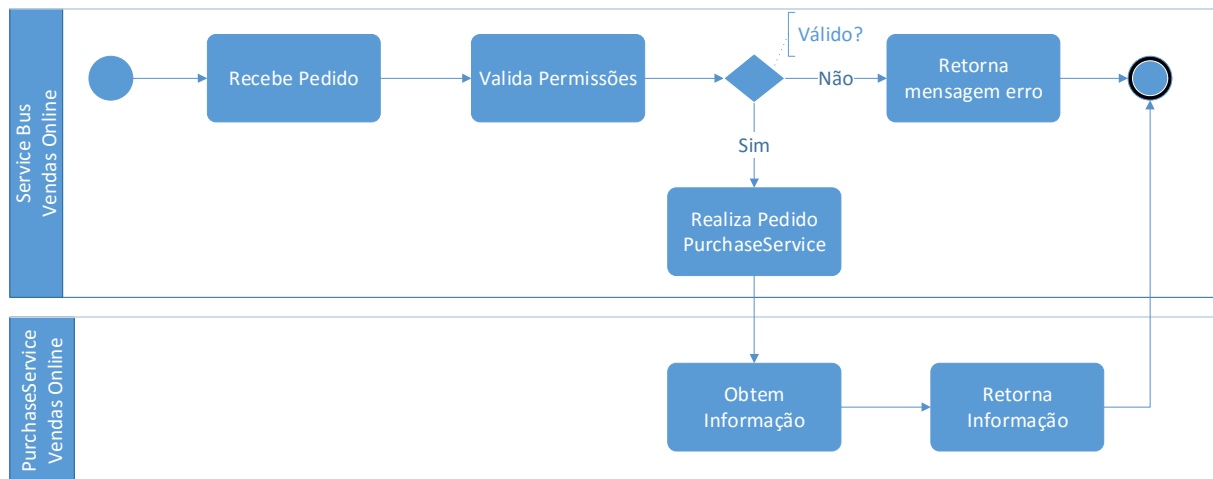 Service Bus
Vendas Online
Recebe Pedido
Valida Permissões
Válido?
Não
Retorna
mensagem erro
Sim
Realiza Pedido
PurchaseService
PurchaseService
Vendas Online
Obtem
Informação
Retorna
Informação